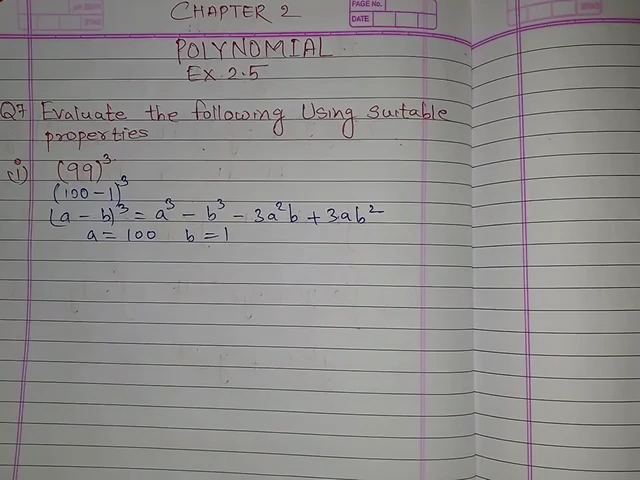 CHAPTER 2
PAGE No.
DATE
POLYNOMIAL
EX 2.5
Q7 Evaluate the following Using suitable
properties
(i) (99)³
(100 - 1)³
(a - b)³ = a³ - b³ - 3a²b + 3ab²
a = 100 b = 1